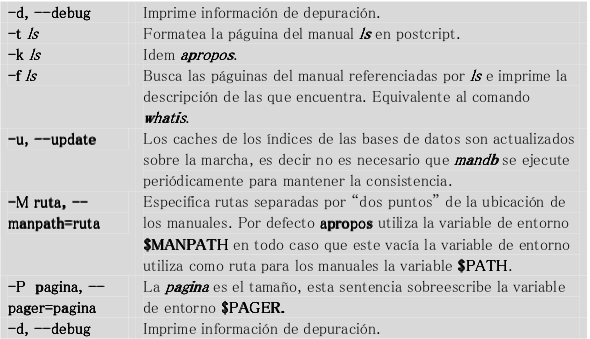 -d, --debug Imprime información de depuración.
-t ls Formatea la páguina del manual ls en postcript.
-k ls Idem apropos.
-f ls Busca las páguinas del manual referenciadas por ls e imprime la
descripción de las que encuentra. Equivalente al comando
whatis.
-u, --update Los caches de los índices de las bases de datos son actualizados
sobre la marcha, es decir no es necesario que mandb se ejecute
periódicamente para mantener la consistencia.
-M ruta, -- Especifica rutas separadas por “dos puntos” de la ubicación de
manpath=ruta los manuales. Por defecto apropos utiliza la variable de entorno
$MANPATH en todo caso que este vacía la variable de entorno
utiliza como ruta para los manuales la variable $PATH.
-P pagina, -- La pagina es el tamaño, esta sentencia sobreescribe la variable
pager=pagina de entorno $PAGER.
-d, --debug Imprime información de depuración.